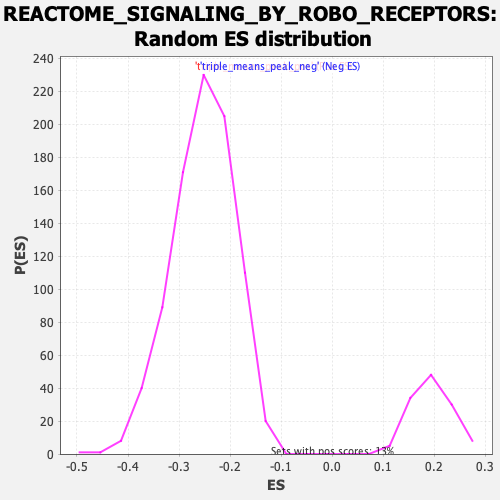 REACTOME_SIGNALING_BY_ROBO_RECEPTORS:
Random ES distribution
'triple_means_peak_neg' (Neg ES)
240
220
200
180
160
140
120
100
80
60
40
20
0
P(ES)
Sets with pos scores: 13%
-0.5 -0.4 -0.3 -0.2 -0.1 0.0 0.1 0.2 0.3
ES